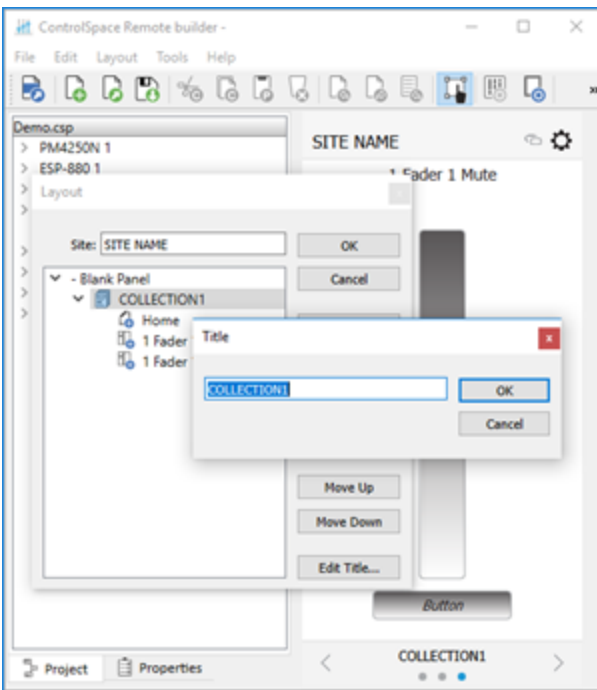 ControlSpace Remote builder -
File Edit Layout Tools Help
Demo.csp
PM4250N 1
ESP-880 1
SITE NAME
1 Fader 1 Mute
Layout
Site: SITE NAME
OK
Cancel
- Blank Panel
COLLECTION1
Home
1 Fader
1 Fader
Title
COLLECTION1
OK
Cancel
Move Up
Move Down
Edit Title...
Button
COLLECTION1
Project
Properties